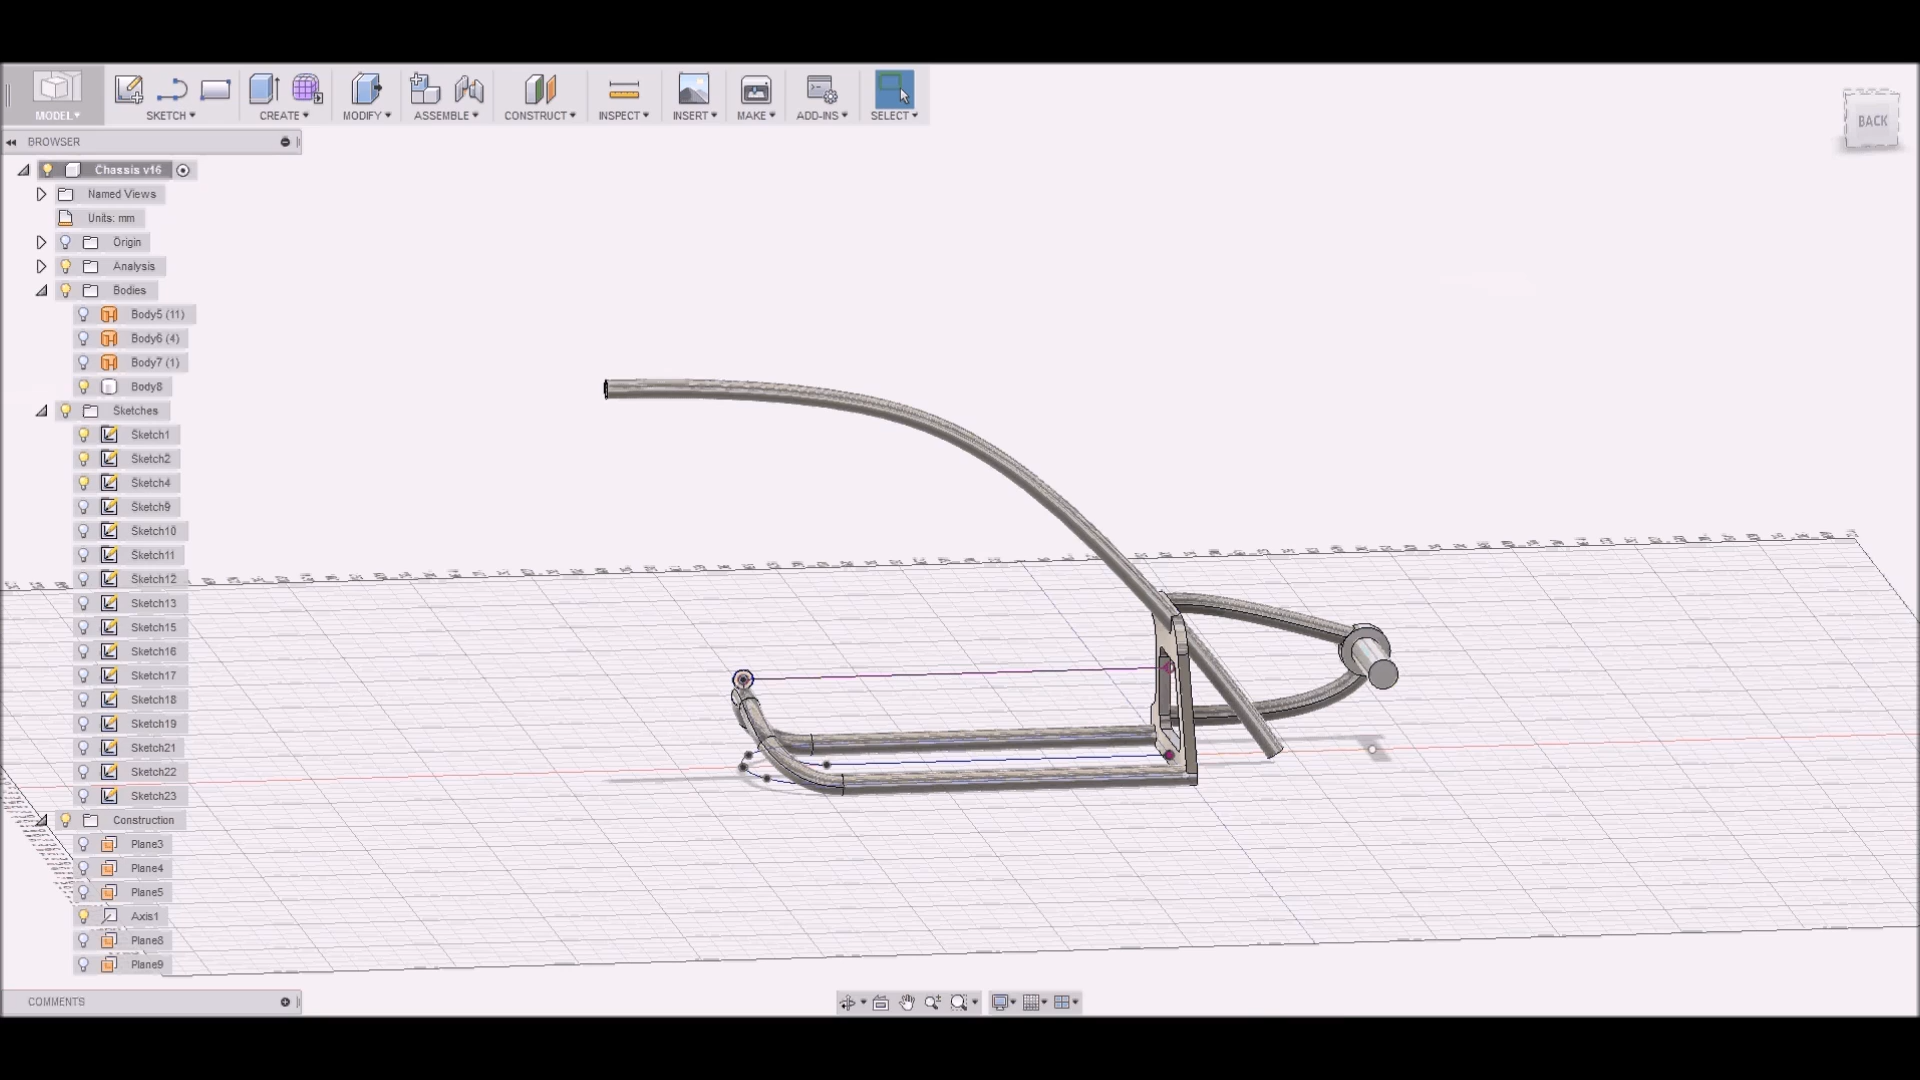 MODEL
SKETCH
CREATE
MODIFY
ASSEMBLE
CONSTRUCT
INSPECT
INSERT
MAKE
ADD-INS
SELECT
BACK
BROWSER
Chassis v16
Named Views
Units: mm
Origin
Analysis
Bodies
Body5 (11)
Body6 (4)
Body7 (1)
Body8
Sketches
Sketch1
Sketch2
Sketch4
Sketch9
Sketch10
Sketch11
Sketch12
Sketch13
Sketch15
Sketch16
Sketch17
Sketch18
Sketch19
Sketch21
Sketch22
Sketch23
Construction
Plane3
Plane4
Plane5
Axis1
Plane8
Plane9
COMMENTS